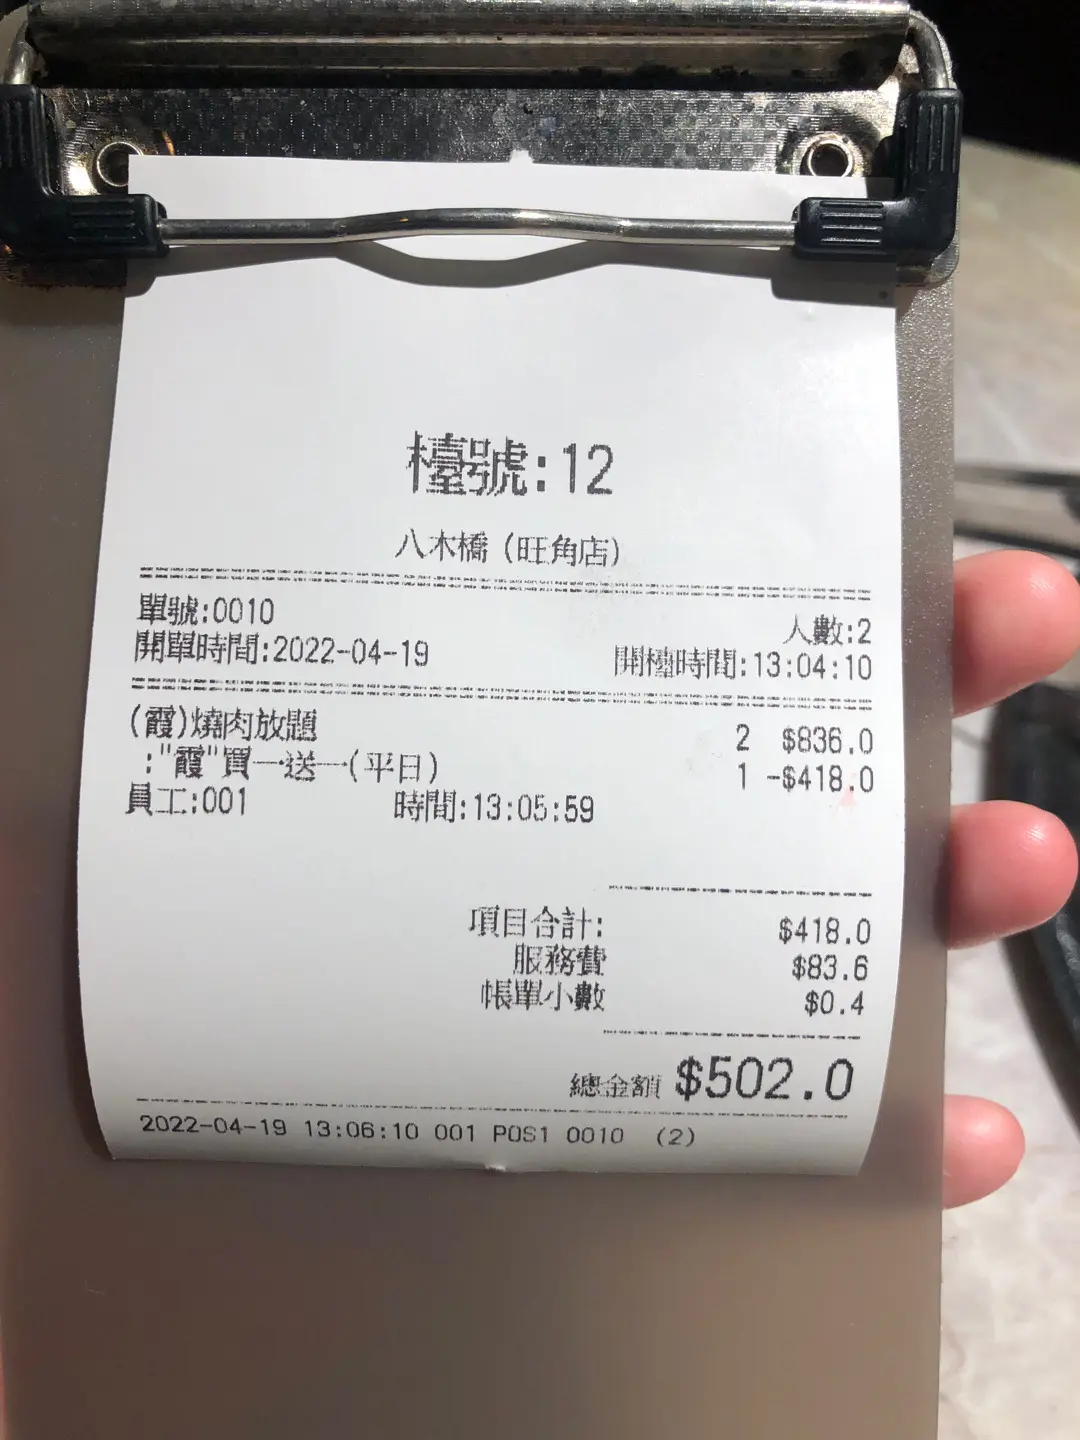 檯號:12
八木橋 (旺角店)
單號:0010
人數:2
開單時間:2022-04-19 開檯時間:13:04:10
(霞)燒肉放題 2 $836.0
:"霞"買一送一(平日) 1 -$418.0
員工:001 時間:13:05:59
項目合計: $418.0
服務費 $83.6
帳單小數 $0.4
總金額 $502.0
2022-04-19 13:06:10 001 POS1 0010 (2)